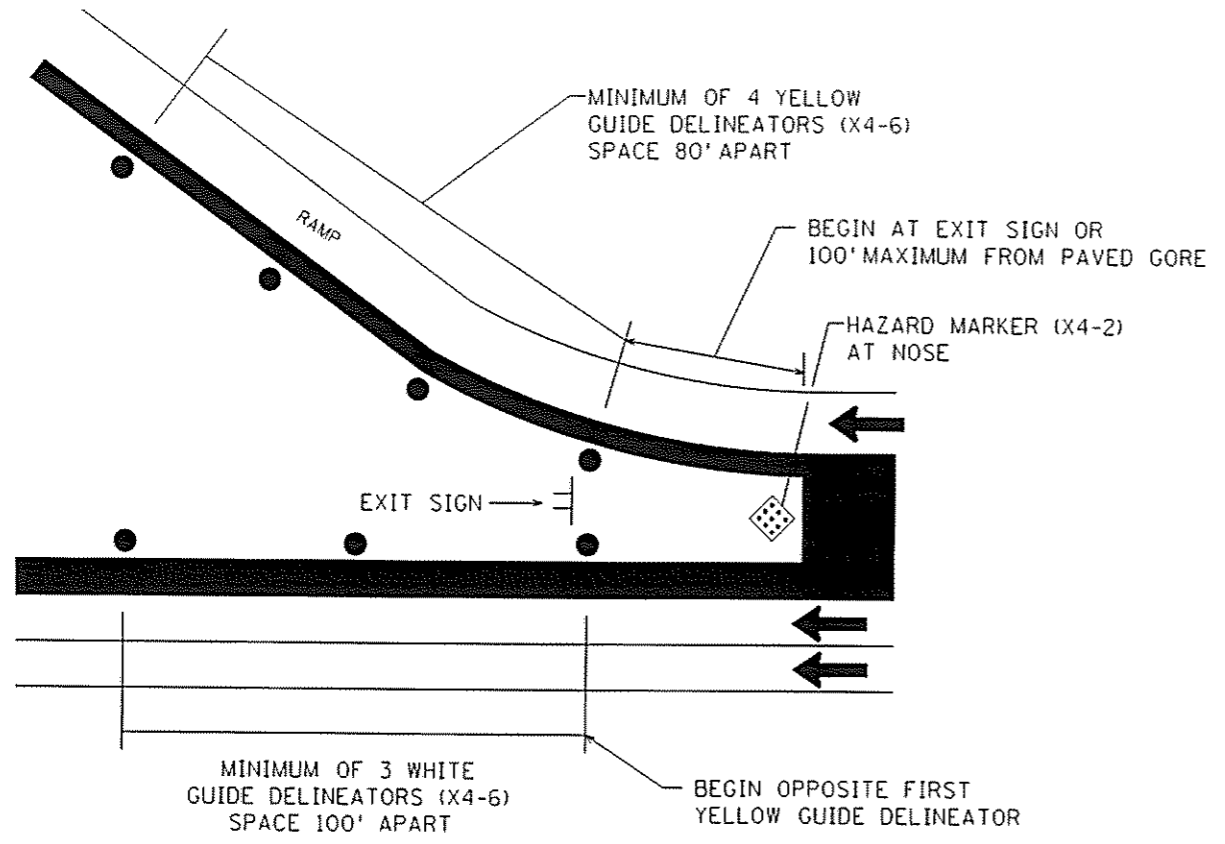 MINIMUM OF 4 YELLOW
GUIDE DELINEATORS (X4-6)
SPACE 80' APART
RAMP
BEGIN AT EXIT SIGN OR
100' MAXIMUM FROM PAVED GORE
HAZARD MARKER (X4-2)
AT NOSE
EXIT SIGN
MINIMUM OF 3 WHITE
GUIDE DELINEATORS (X4-6)
SPACE 100' APART
BEGIN OPPOSITE FIRST
YELLOW GUIDE DELINEATOR